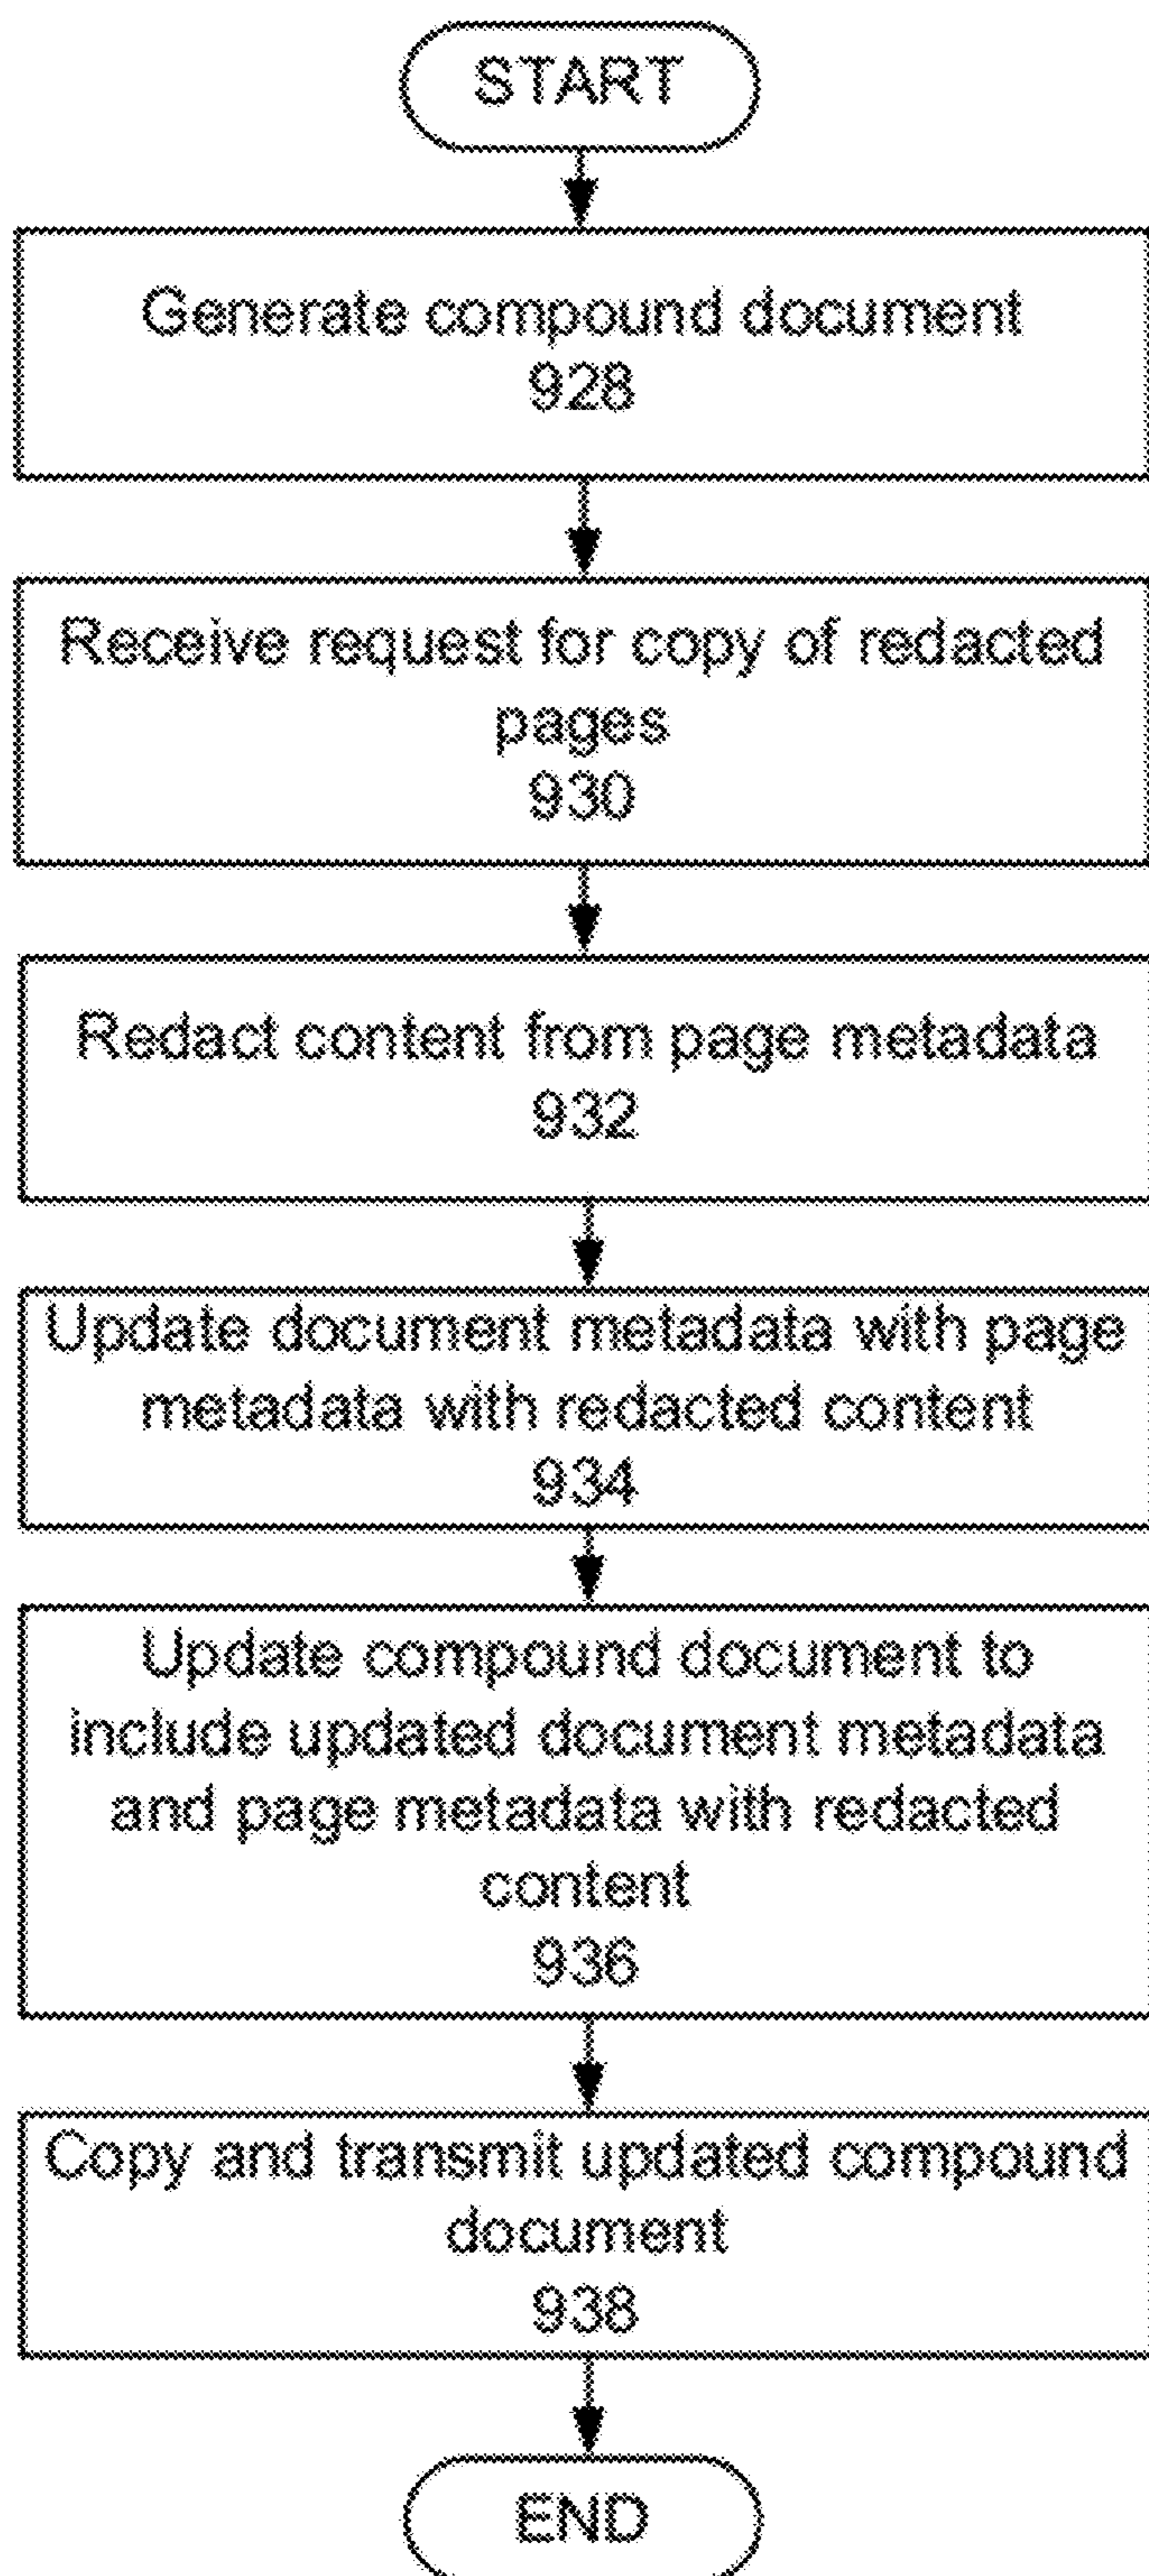 START
Generate compound document
928
Receive request for copy of redacted
pages
930
Redact content from page metadata
932
Update document metadata with page
metadata with redacted content
934
Update compound document to
include updated document metadata
and page metadata with redacted
content
936
Copy and transmit updated compound
document
938
END